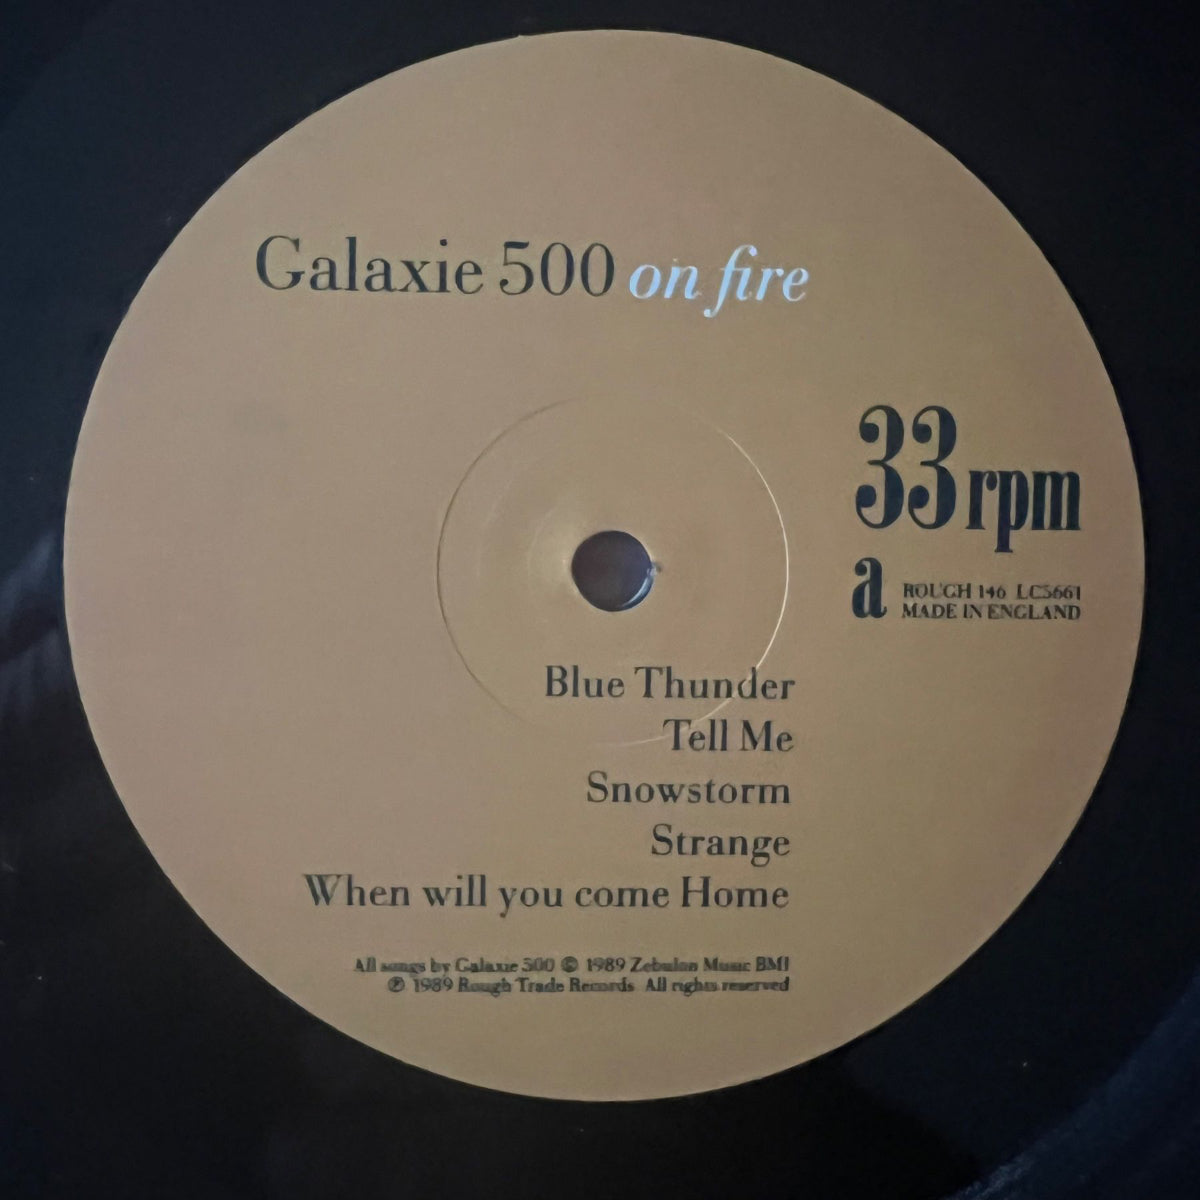 Galaxie 500 on fire
33 rpm
a ROUGH 146 LC5661
MADE IN ENGLAND
Blue Thunder
Tell Me
Snowstorm
Strange
When will you come Home
All songs by Galaxie 500 © 1989 Zebulon Music BMI
℗ 1989 Rough Trade Records All rights reserved